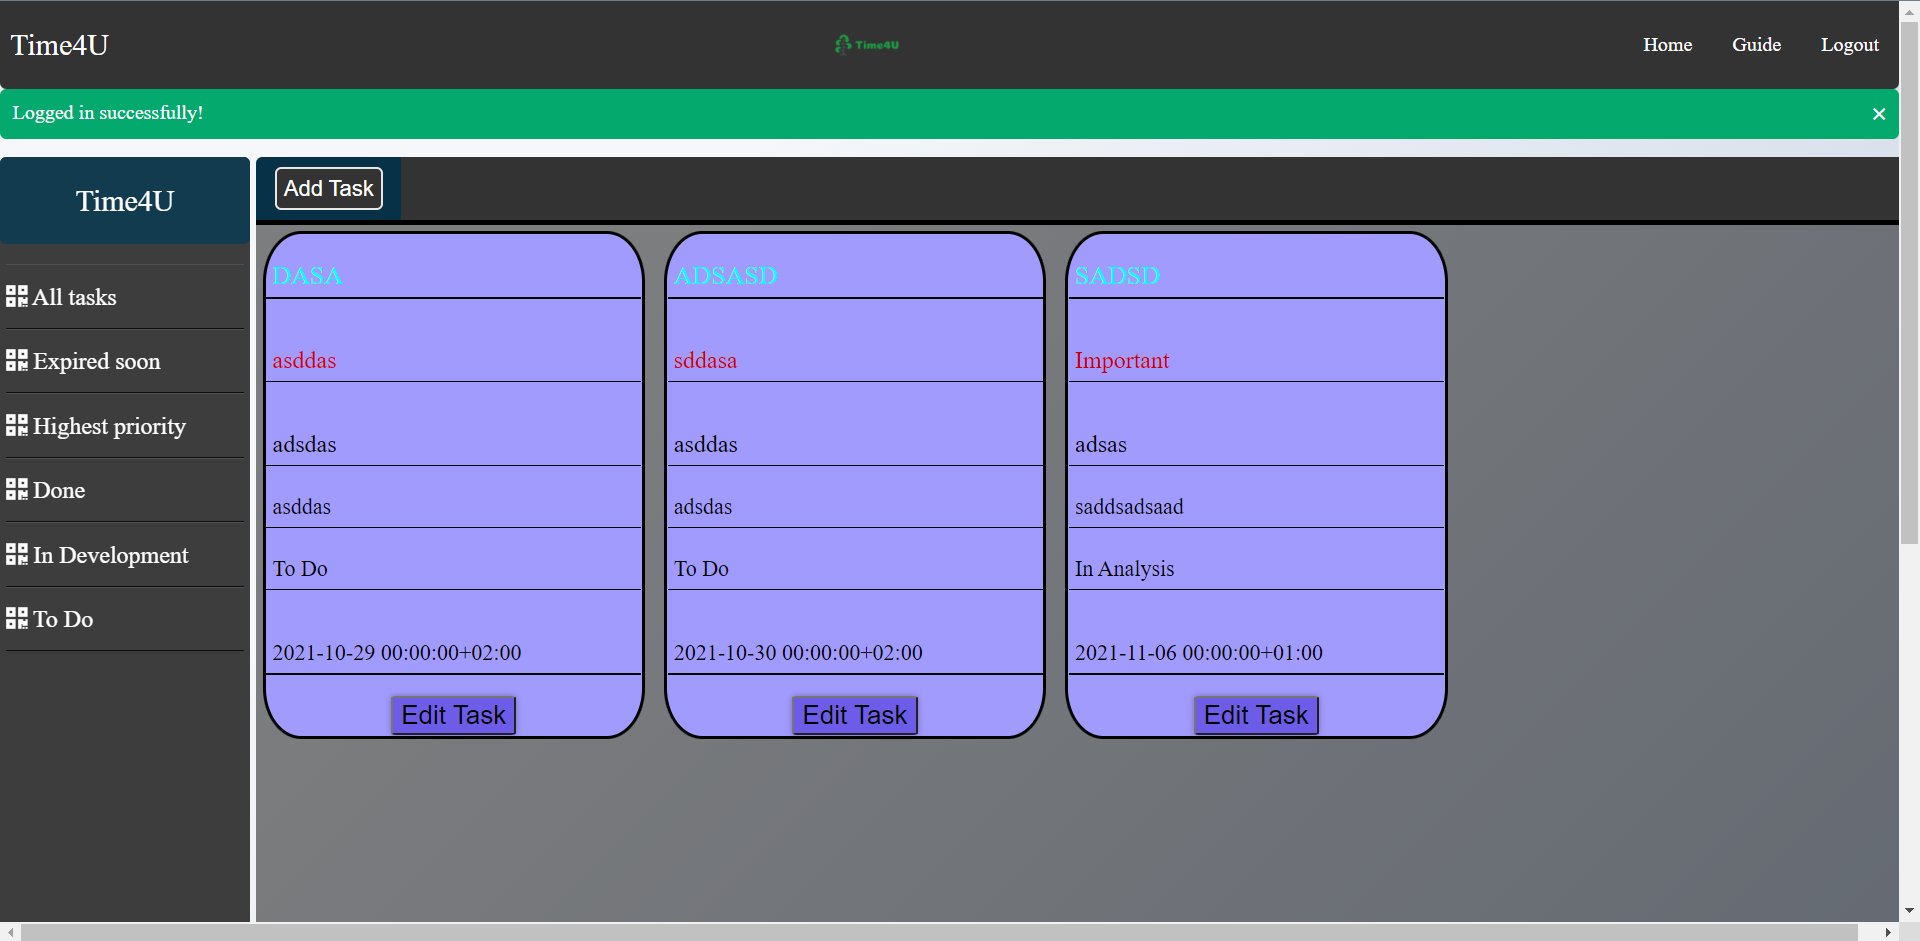 Time4U
Time4U
Home
Guide
Logout
Logged in successfully!
×
Time4U
All tasks
Expired soon
Highest priority
Done
In Development
To Do
Add Task
DASA
asddas
adsdas
asddas
To Do
2021-10-29 00:00:00+02:00
Edit Task
ADSASD
sddasa
asddas
adsdas
To Do
2021-10-30 00:00:00+02:00
Edit Task
SADSD
Important
adsas
saddsadsaad
In Analysis
2021-11-06 00:00:00+01:00
Edit Task